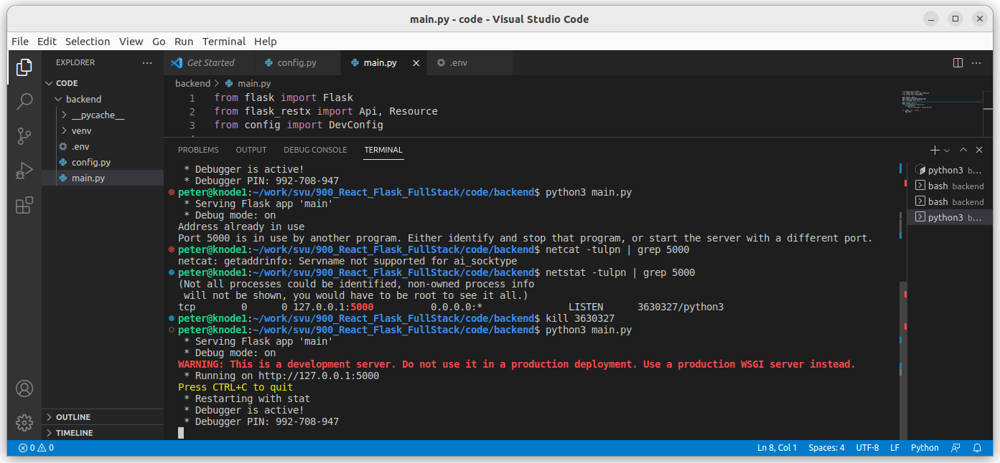 main.py - code - Visual Studio Code
File Edit Selection View Go Run Terminal Help
EXPLORER
CODE
backend
__pycache__
venv
.env
config.py
main.py
OUTLINE
TIMELINE
Get Started config.py main.py .env
backend > main.py
1 from flask import Flask
2 from flask_restx import Api, Resource
3 from config import DevConfig
PROBLEMS OUTPUT DEBUG CONSOLE TERMINAL
* Debugger is active!
* Debugger PIN: 992-708-947
peter@knode1:~/work/svu/900_React_Flask_FullStack/code/backend$ python3 main.py
* Serving Flask app 'main'
* Debug mode: on
Address already in use
Port 5000 is in use by another program. Either identify and stop that program, or start the server with a different port.
peter@knode1:~/work/svu/900_React_Flask_FullStack/code/backend$ netcat -tulpn | grep 5000
netcat: getaddrinfo: Servname not supported for ai_socktype
peter@knode1:~/work/svu/900_React_Flask_FullStack/code/backend$ netstat -tulpn | grep 5000
(Not all processes could be identified, non-owned process info
will not be shown, you would have to be root to see it all.)
tcp 0 0 127.0.0.1:5000 0.0.0.0:* LISTEN 3630327/python3
peter@knode1:~/work/svu/900_React_Flask_FullStack/code/backend$ kill 3630327
peter@knode1:~/work/svu/900_React_Flask_FullStack/code/backend$ python3 main.py
* Serving Flask app 'main'
* Debug mode: on
WARNING: This is a development server. Do not use it in a production deployment. Use a production WSGI server instead.
* Running on http://127.0.0.1:5000
Press CTRL+C to quit
* Restarting with stat
* Debugger is active!
* Debugger PIN: 992-708-947
python3 b...
bash backend
bash backend
python3 b...
0 0 Ln 8, Col 1 Spaces: 4 UTF-8 LF Python